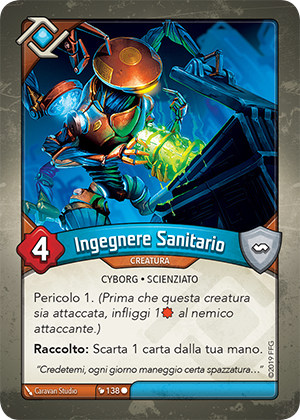 Ingegnere Sanitario
CREATURA
4
CYBORG • SCIENZIATO
Pericolo 1. (Prima che questa creatura
sia attaccata, infliggi 1 al nemico
attaccante.)
Raccolto: Scarta 1 carta dalla tua mano.
"Credetemi, ogni giorno maneggio certa spazzatura…"
©2019 FFG
Caravan Studio
138